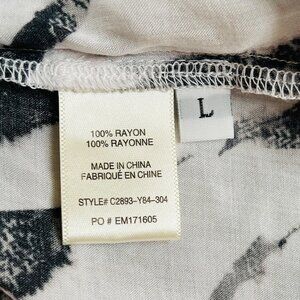 100% RAYON
100% RAYONNE
MADE IN CHINA
FABRIQUÉ EN CHINE
STYLE# C2893-Y84-304
PO # EM171605
L